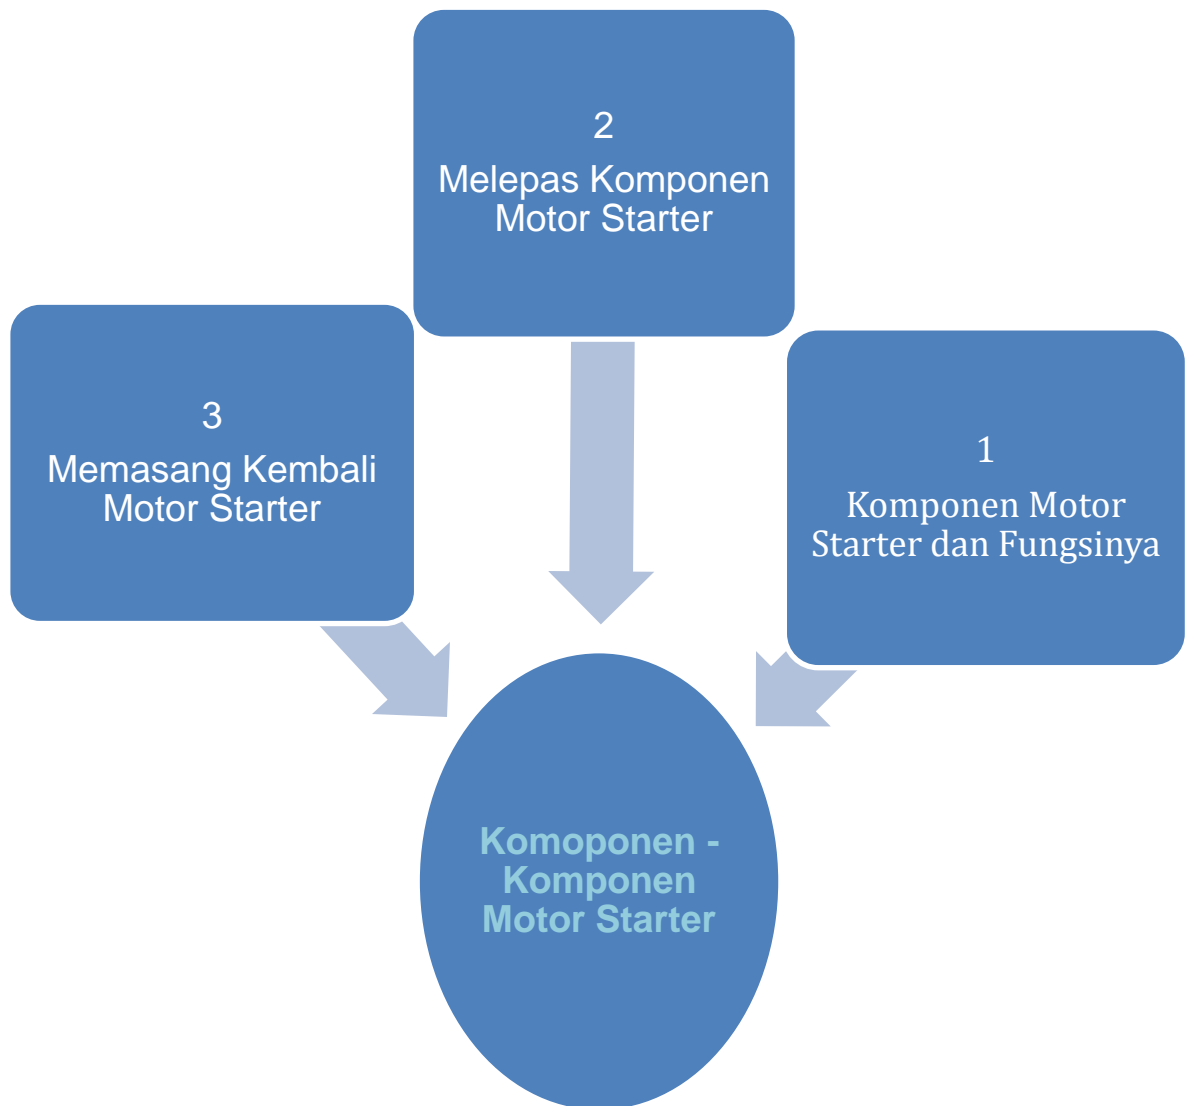 2
Melepas Komponen
Motor Starter
3
Memasang Kembali
Motor Starter
1
Komponen Motor
Starter dan Fungsinya
Komoponen -
Komponen
Motor Starter